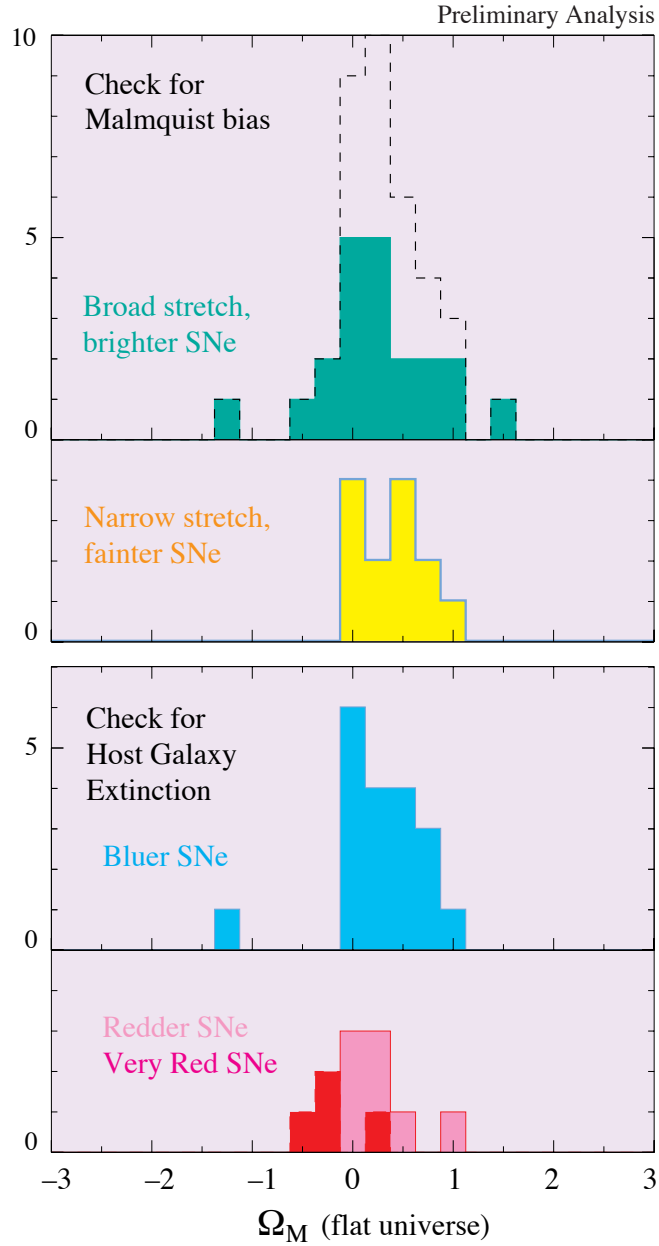 Preliminary Analysis
10
Check for
Malmquist bias
5
Broad stretch,
brighter SNe
0
Narrow stretch,
fainter SNe
0
Check for
Host Galaxy
Extinction
5
Bluer SNe
0
Redder SNe
Very Red SNe
0
–3 –2 –1 0 1 2 3
Ω_M (flat universe)